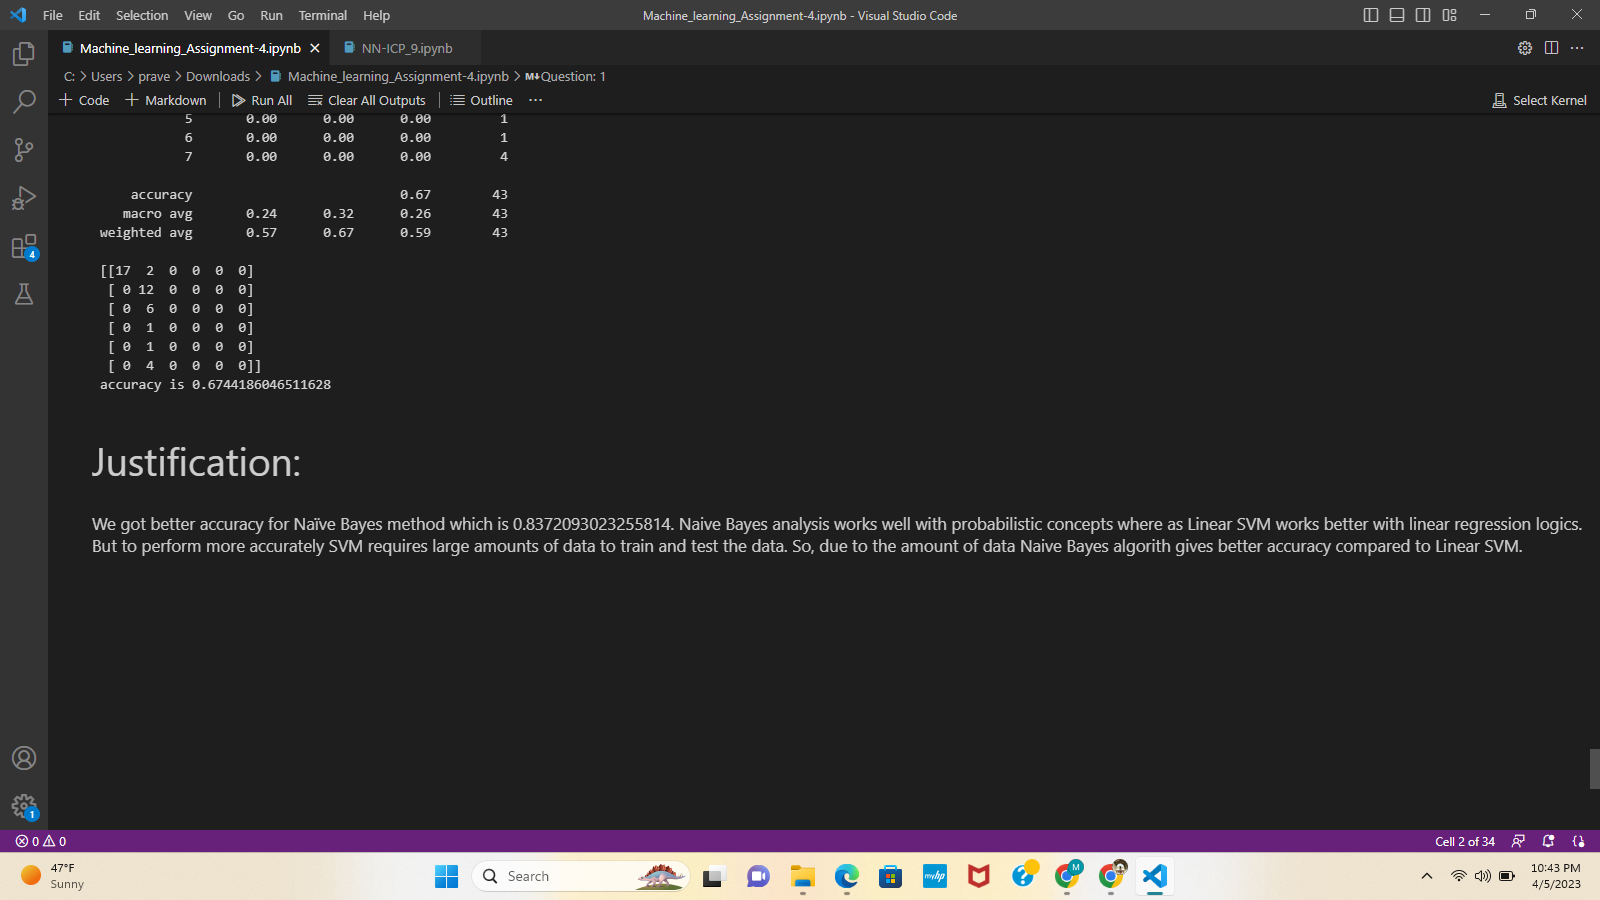 File Edit Selection View Go Run Terminal Help
Machine_learning_Assignment-4.ipynb - Visual Studio Code
Machine_learning_Assignment-4.ipynb
NN-ICP_9.ipynb
C: > Users > prave > Downloads > Machine_learning_Assignment-4.ipynb > M↓Question: 1
+ Code + Markdown | Run All Clear All Outputs | Outline ···
Select Kernel
5 0.00 0.00 0.00 1
6 0.00 0.00 0.00 1
7 0.00 0.00 0.00 4
accuracy 0.67 43
macro avg 0.24 0.32 0.26 43
weighted avg 0.57 0.67 0.59 43
[[17 2 0 0 0 0]
[ 0 12 0 0 0 0]
[ 0 6 0 0 0 0]
[ 0 1 0 0 0 0]
[ 0 1 0 0 0 0]
[ 0 4 0 0 0 0]]
accuracy is 0.6744186046511628
Justification:
We got better accuracy for Naïve Bayes method which is 0.8372093023255814. Naive Bayes analysis works well with probabilistic concepts where as Linear SVM works better with linear regression logics.
But to perform more accurately SVM requires large amounts of data to train and test the data. So, due to the amount of data Naive Bayes algorith gives better accuracy compared to Linear SVM.
4
1
0 0
Cell 2 of 34
47°F
Sunny
Search
myhp
M
10:43 PM
4/5/2023